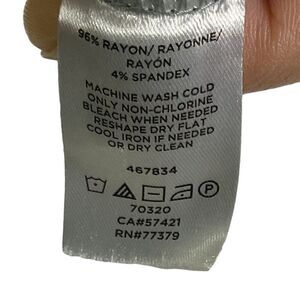 96% RAYON/ RAYONNE/
RAYÓN
4% SPANDEX
MACHINE WASH COLD
ONLY NON-CHLORINE
BLEACH WHEN NEEDED
RESHAPE DRY FLAT
COOL IRON IF NEEDED
OR DRY CLEAN
467834
P
70320
CA#57421
RN#77379